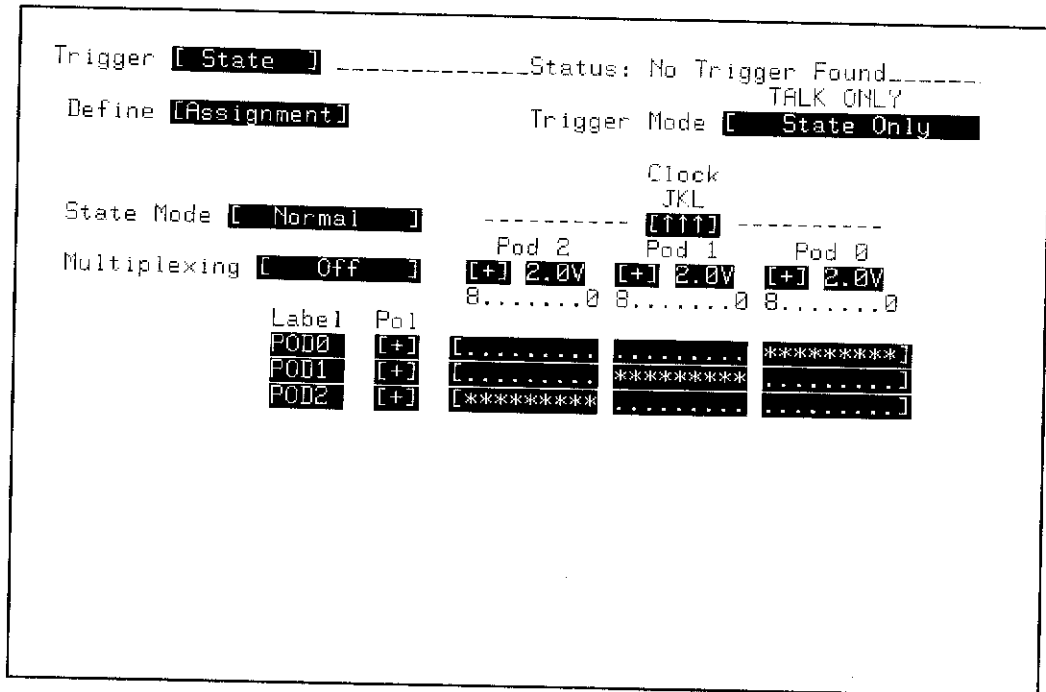 Trigger [ State ] ______________Status: No Trigger Found_______
TALK ONLY
Define [Assignment] Trigger Mode [ State Only
Clock
JKL
State Mode [ Normal ] ---------- [↑↑↑] ----------
Pod 2 Pod 1 Pod 0
Multiplexing [ Off ] [+] 2.0V [+] 2.0V [+] 2.0V
8.......0 8.......0 8.......0
Label Pol
POD0 [+] [......... ......... *********]
POD1 [+] [......... ********* .........]
POD2 [+] [********* ......... .........]